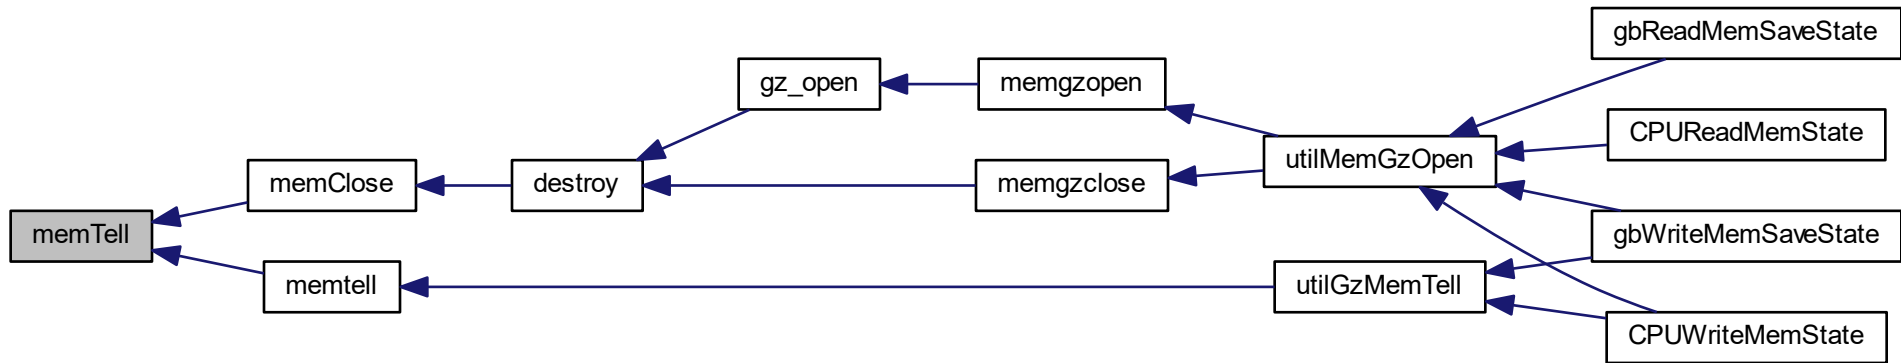 gbReadMemSaveState
gz_open
memgzopen
CPUReadMemState
utilMemGzOpen
memClose
destroy
memgzclose
memTell
gbWriteMemSaveState
memtell
utilGzMemTell
CPUWriteMemState